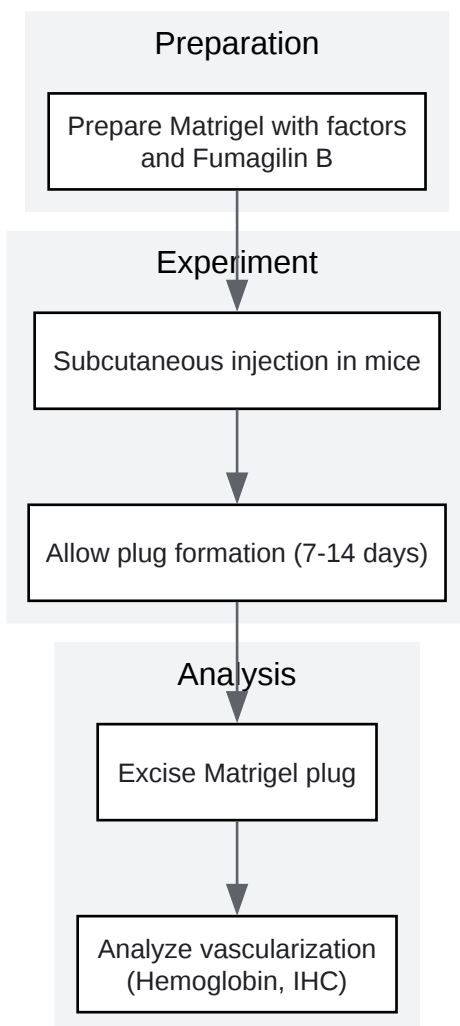 Preparation
Prepare Matrigel with factors
and Fumagilin B
Experiment
Subcutaneous injection in mice
Allow plug formation (7-14 days)
Analysis
Excise Matrigel plug
Analyze vascularization
(Hemoglobin, IHC)